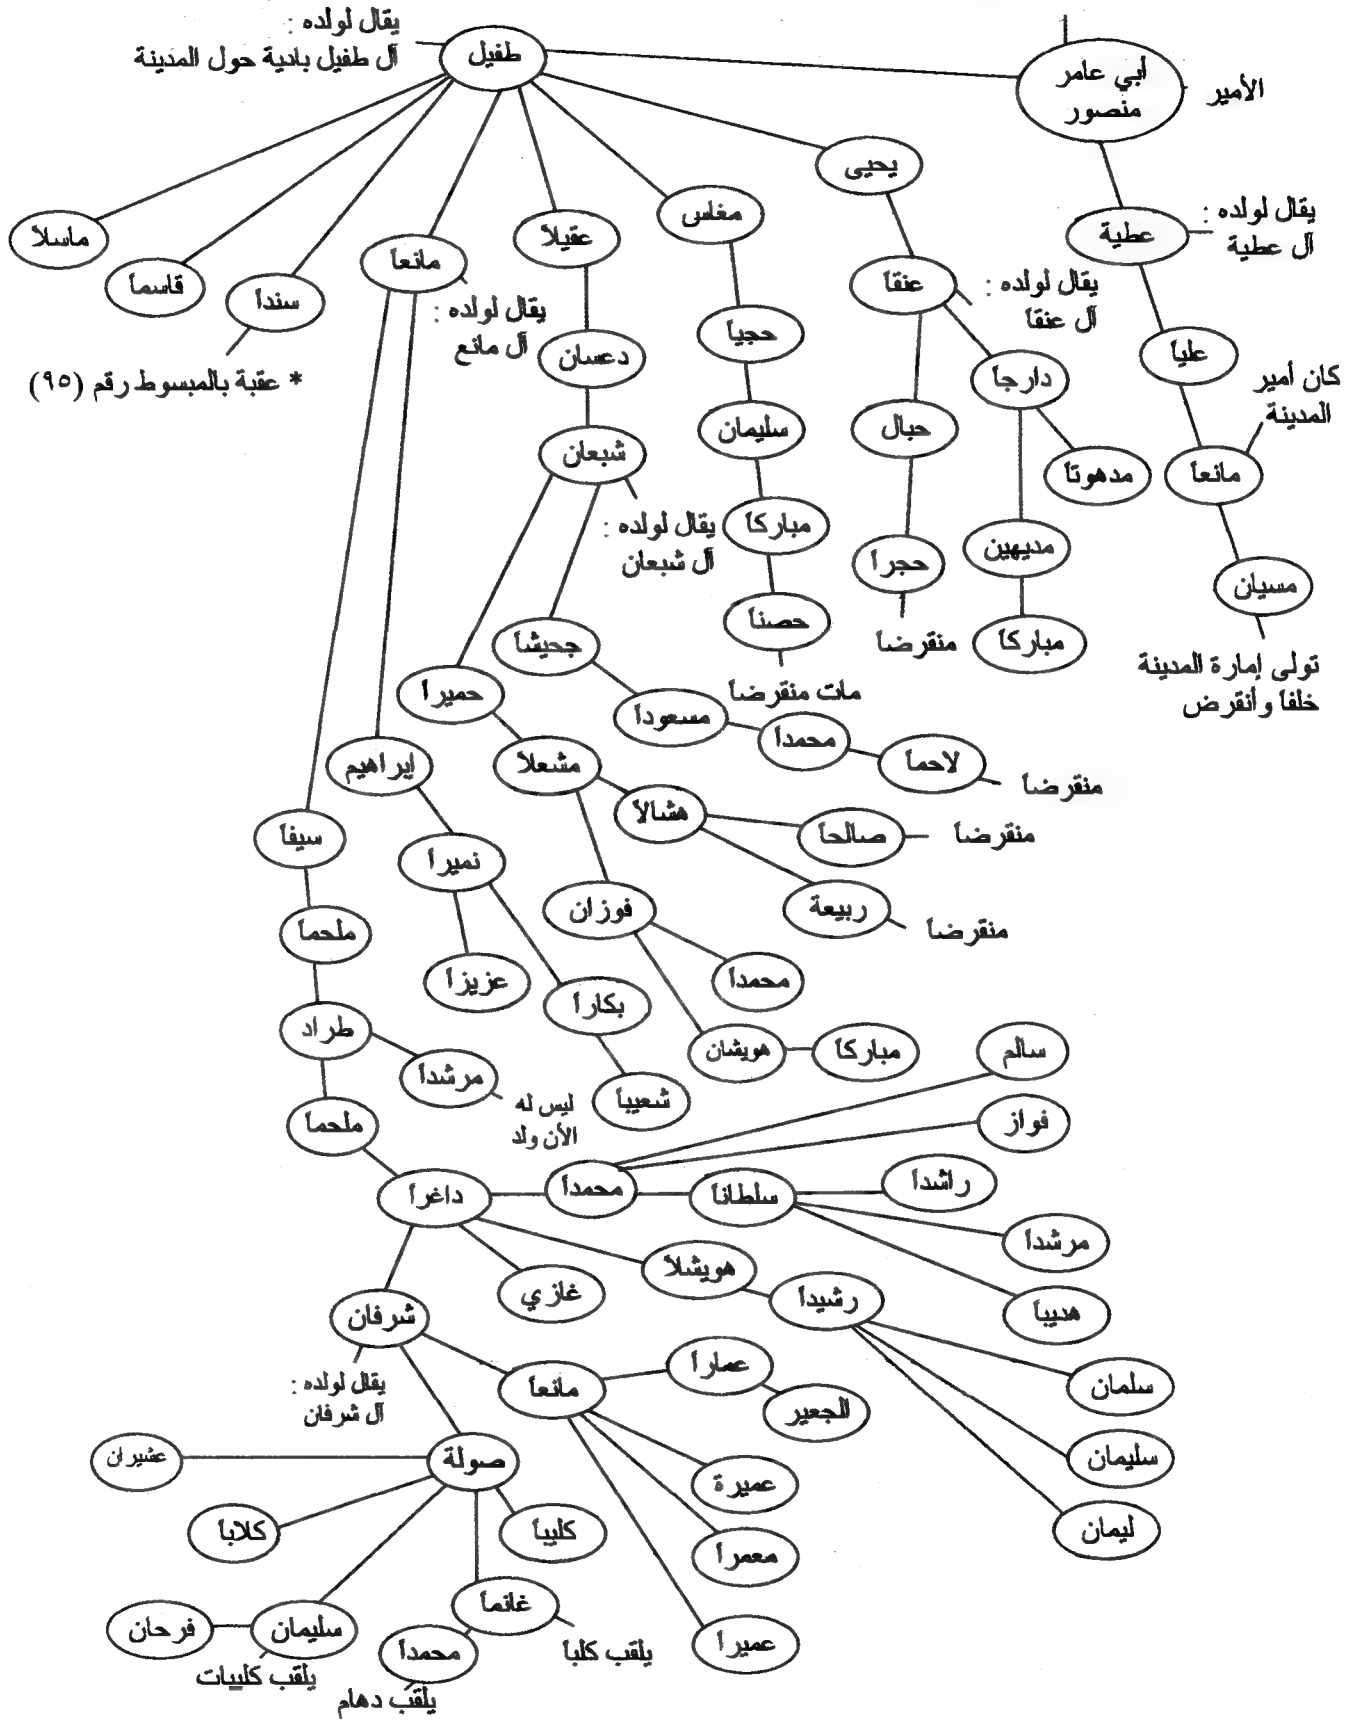 يقال لولده :
آل طفيل بادية حول المدينة
طفيل
أبي عامر
منصور
الأمير
يحيى
مغامس
عقيلاً
مانعاً
سنداً
قاسماً
ماسلاً
عطية
يقال لولده :
آل عطية
عنقا
يقال لولده :
آل عنقا
يقال لولده :
آل مانع
* عقبة بالمبسوط رقم (٩٥)
حجياً
دعسان
علياً
دارجاً
كان أمير
المدينة
سليمان
حبال
شبعان
مدهوتاً
مانعاً
يقال لولده :
آل شبعان
مباركاً
حجراً
مديهين
مسيان
حصناً
منقرضاً
مباركاً
تولى إمارة المدينة
خلفاً وأنقرض
مات منقرضاً
جحيشاً
حميراً
مسعوداً
محمداً
لاحماً
منقرضاً
إبراهيم
مشعلاً
هشالاً
صالحاً
منقرضاً
سيفاً
نميراً
فوزان
ربيعة
منقرضاً
ملحماً
عزيزاً
بكاراً
محمداً
طراد
مرشداً
ليس له
الأن ولد
شعيباً
هويشان
مباركاً
سالم
فواز
ملحماً
داغراً
محمداً
سلطاناً
راشداً
مرشداً
هديباً
غازي
هويشلاً
رشيداً
شرفان
يقال لولده :
آل شرفان
مانعاً
عماراً
الجعير
سلمان
سليمان
ليمان
عشيران
صولة
عميرة
كلاباً
كليباً
معمراً
فرحان
سليمان
يلقب كليبات
غانماً
يلقب كلباً
محمداً
يلقب دهام
عميراً